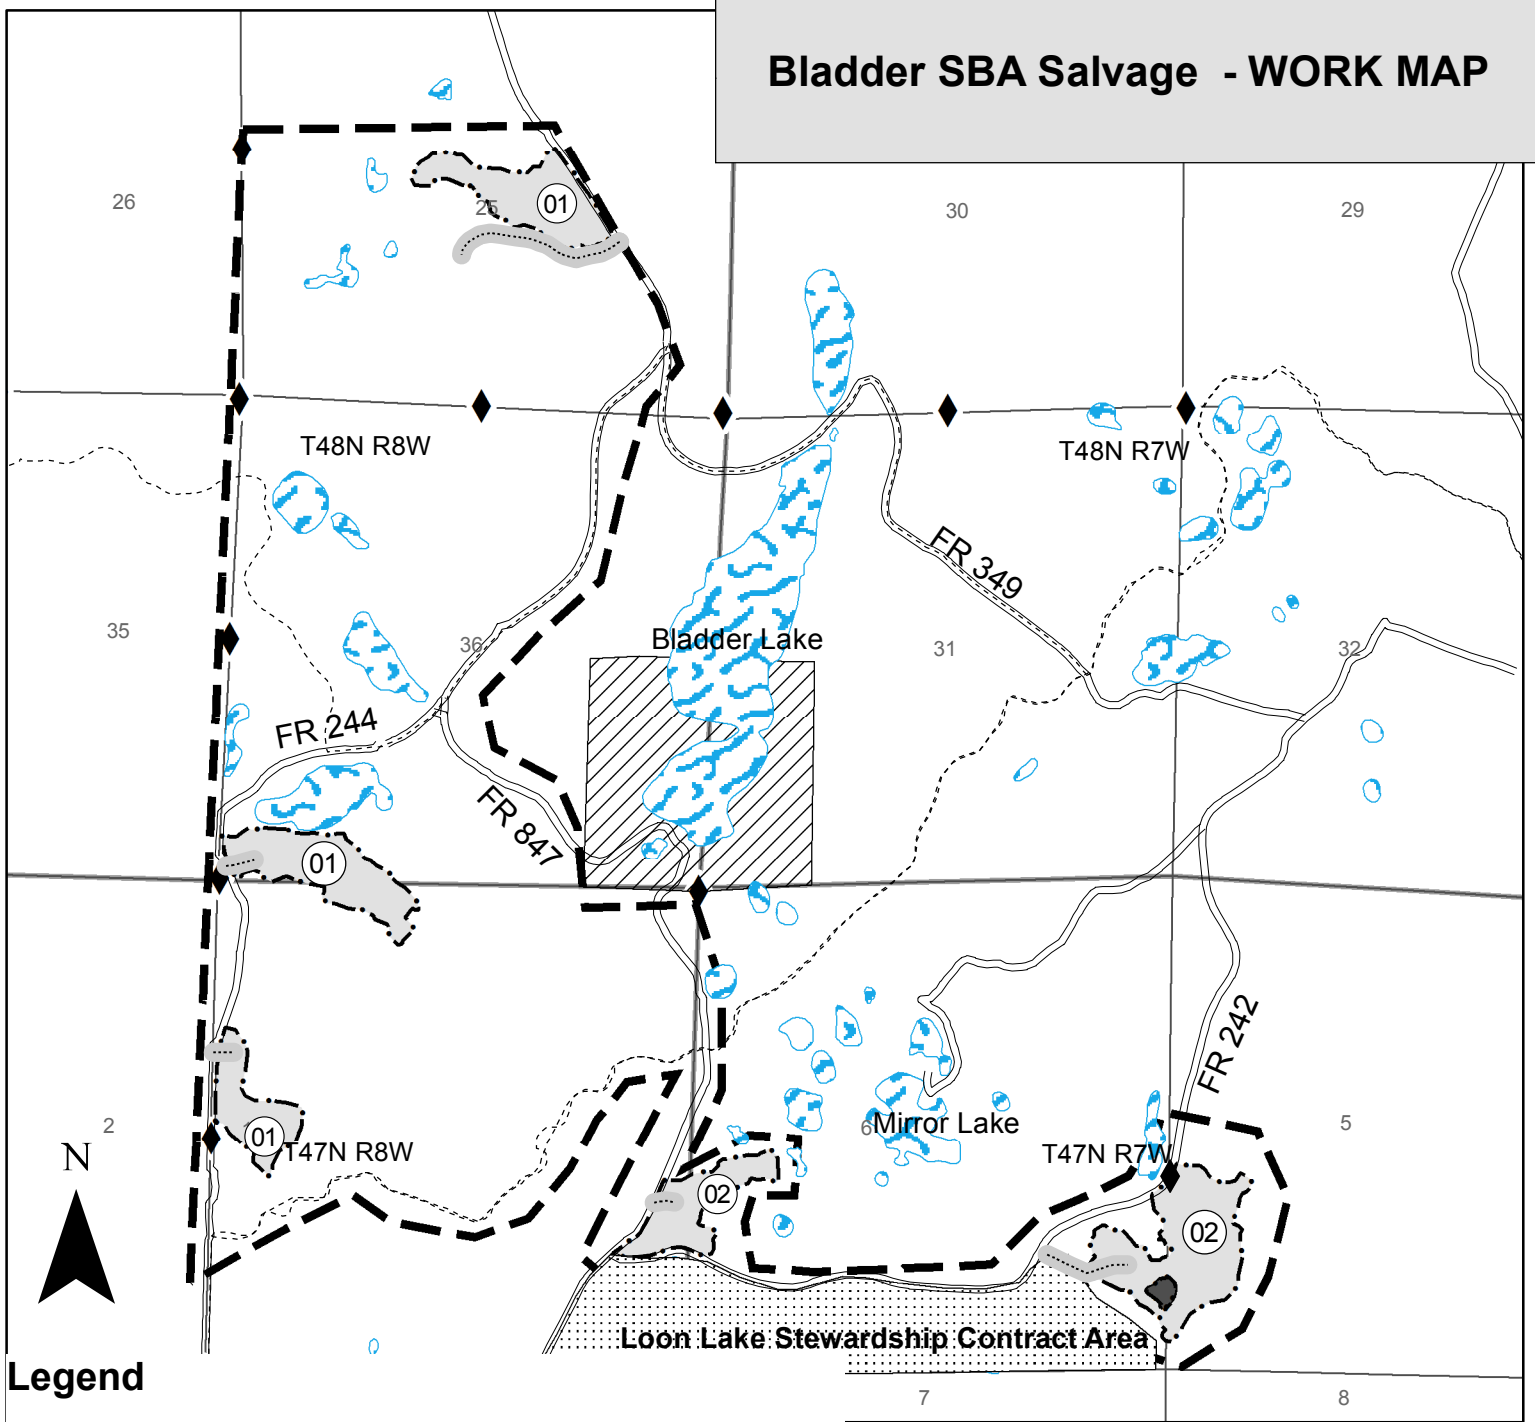 Bladder SBA Salvage - WORK MAP
26
25
01
30
29
T48N R8W
T48N R7W
FR 349
35
36
Bladder Lake
31
32
FR 244
FR 847
01
FR 242
2
01
T47N R8W
6
Mirror Lake
T47N R7W
5
N
02
02
Loon Lake Stewardship Contract Area
Legend
7
8